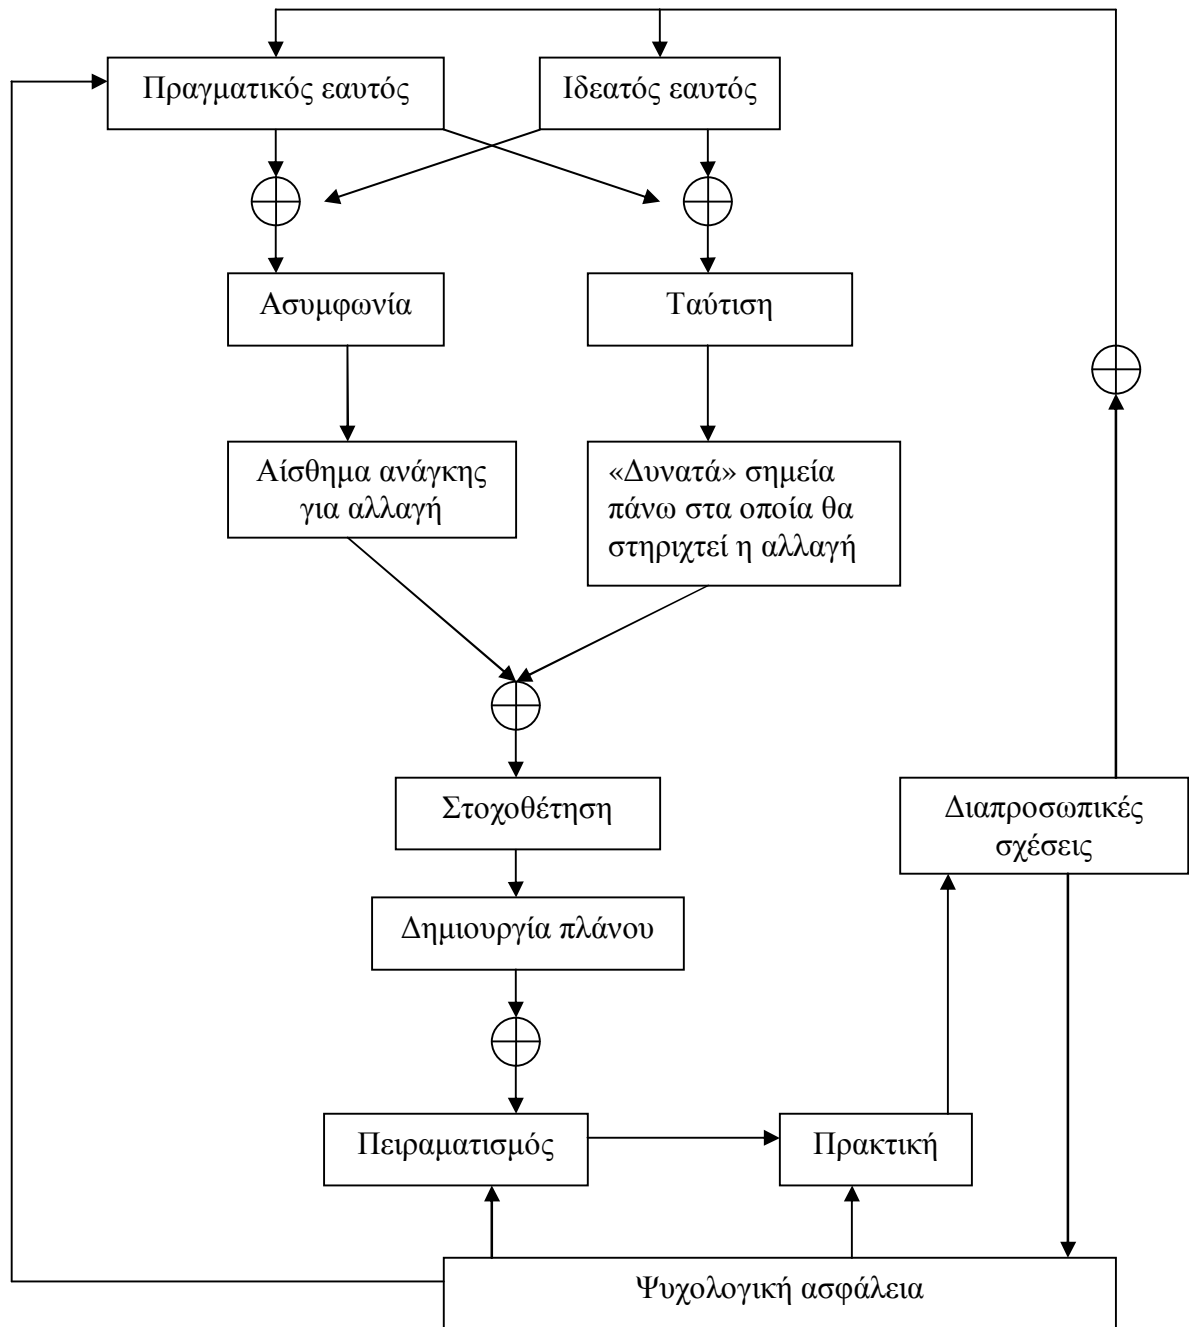 Πραγματικός εαυτός
Ιδεατός εαυτός
Ασυμφωνία
Ταύτιση
Αίσθημα ανάγκης
για αλλαγή
«Δυνατά» σημεία
πάνω στα οποία θα
στηριχτεί η αλλαγή
Στοχοθέτηση
Διαπροσωπικές
σχέσεις
Δημιουργία πλάνου
Πειραματισμός
Πρακτική
Ψυχολογική ασφάλεια